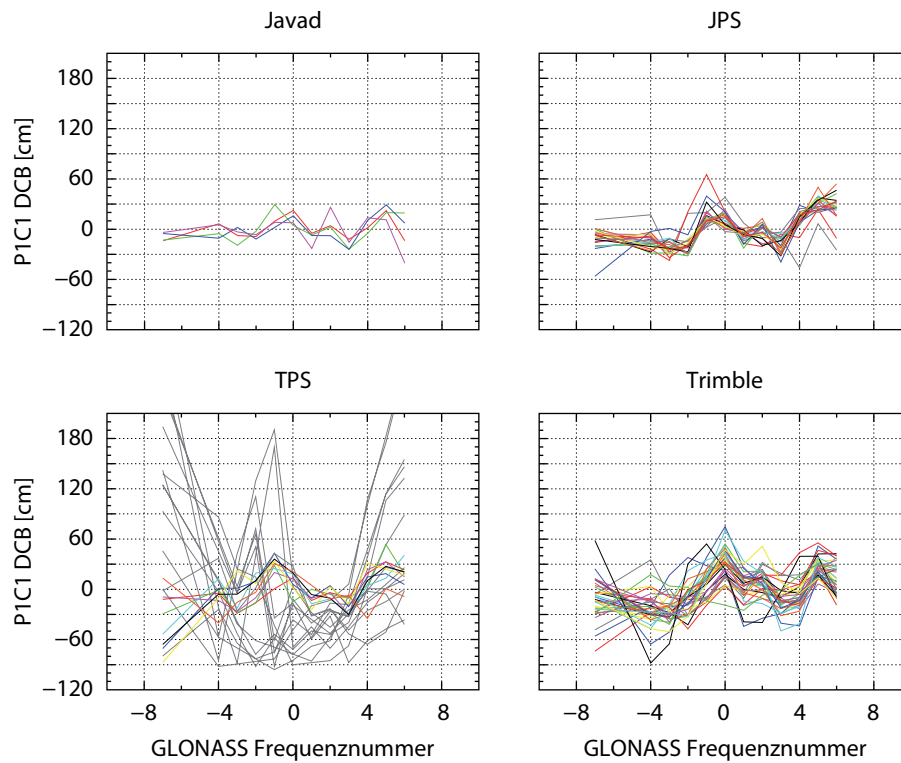 Javad
JPS
P1C1 DCB [cm]
180
120
60
0
−60
−120
TPS
Trimble
P1C1 DCB [cm]
180
120
60
0
−60
−120
−8 −4 0 4 8
−8 −4 0 4 8
GLONASS Frequenznummer
GLONASS Frequenznummer